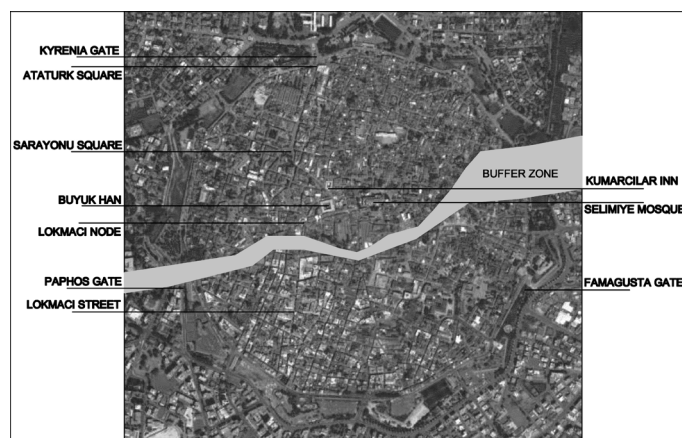 KYRENIA GATE
ATATURK SQUARE
SARAYONU SQUARE
BUFFER ZONE
KUMARCILAR INN
BUYUK HAN
SELIMIYE MOSQUE
LOKMACI NODE
PAPHOS GATE
FAMAGUSTA GATE
LOKMACI STREET